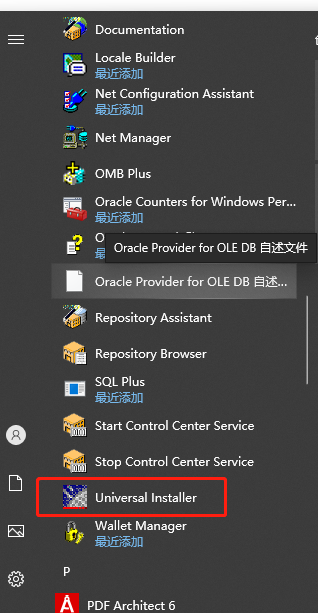 Documentation
Locale Builder
最近添加
Net Configuration Assistant
最近添加
Net Manager
OMB Plus
Oracle Counters for Windows Per...
最近添加
Oracle Provider for OLE DB 自述文件
Oracle Provider for OLE DB 自述...
Repository Assistant
Repository Browser
SQL Plus
最近添加
Start Control Center Service
Stop Control Center Service
Universal Installer
Wallet Manager
最近添加
P
PDF Architect 6